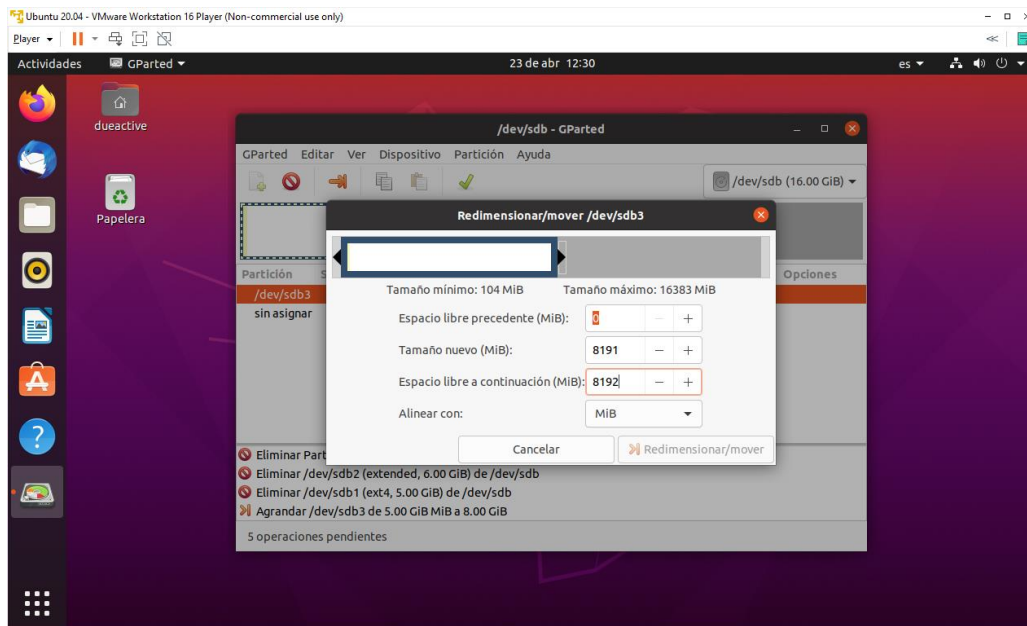 Ubuntu 20.04 - VMware Workstation 16 Player (Non-commercial use only)
Player
Actividades GParted 23 de abr 12:30 es
dueactive
Papelera
/dev/sdb - GParted
GParted Editar Ver Dispositivo Partición Ayuda
/dev/sdb (16.00 GiB)
Redimensionar/mover /dev/sdb3
Partición S Opciones
/dev/sdb3
sin asignar
Tamaño mínimo: 104 MiB Tamaño máximo: 16383 MiB
Espacio libre precedente (MiB): 0
Tamaño nuevo (MiB): 8191
Espacio libre a continuación (MiB): 8192
Alinear con: MiB
Cancelar Redimensionar/mover
Eliminar Part
Eliminar /dev/sdb2 (extended, 6.00 GiB) de /dev/sdb
Eliminar /dev/sdb1 (ext4, 5.00 GiB) de /dev/sdb
Agrandar /dev/sdb3 de 5.00 GiB MiB a 8.00 GiB
5 operaciones pendientes